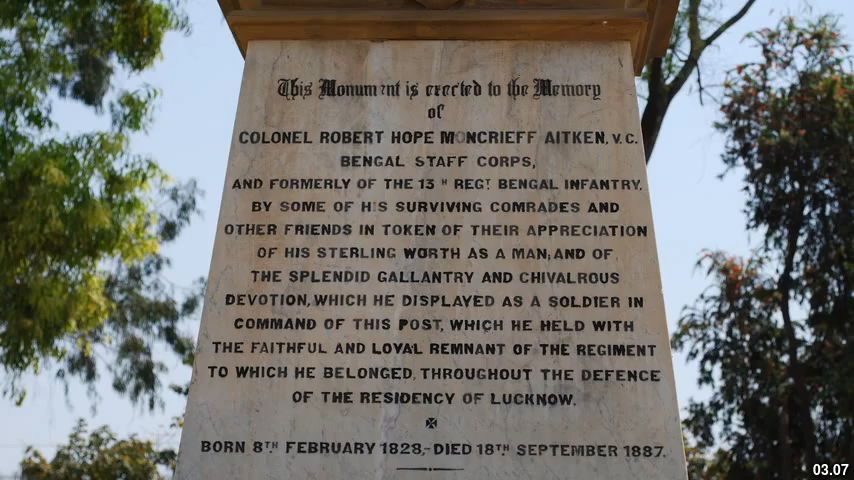 This Monument is erected to the Memory
of
COLONEL ROBERT HOPE MONCRIEFF AITKEN, V.C.
BENGAL STAFF CORPS,
AND FORMERLY OF THE 13TH REGT BENGAL INFANTRY,
BY SOME OF HIS SURVIVING COMRADES AND
OTHER FRIENDS IN TOKEN OF THEIR APPRECIATION
OF HIS STERLING WORTH AS A MAN; AND OF
THE SPLENDID GALLANTRY AND CHIVALROUS
DEVOTION, WHICH HE DISPLAYED AS A SOLDIER IN
COMMAND OF THIS POST, WHICH HE HELD WITH
THE FAITHFUL AND LOYAL REMNANT OF THE REGIMENT
TO WHICH HE BELONGED, THROUGHOUT THE DEFENCE
OF THE RESIDENCY OF LUCKNOW.
BORN 8TH FEBRUARY 1828,-DIED 18TH SEPTEMBER 1887.
03.07